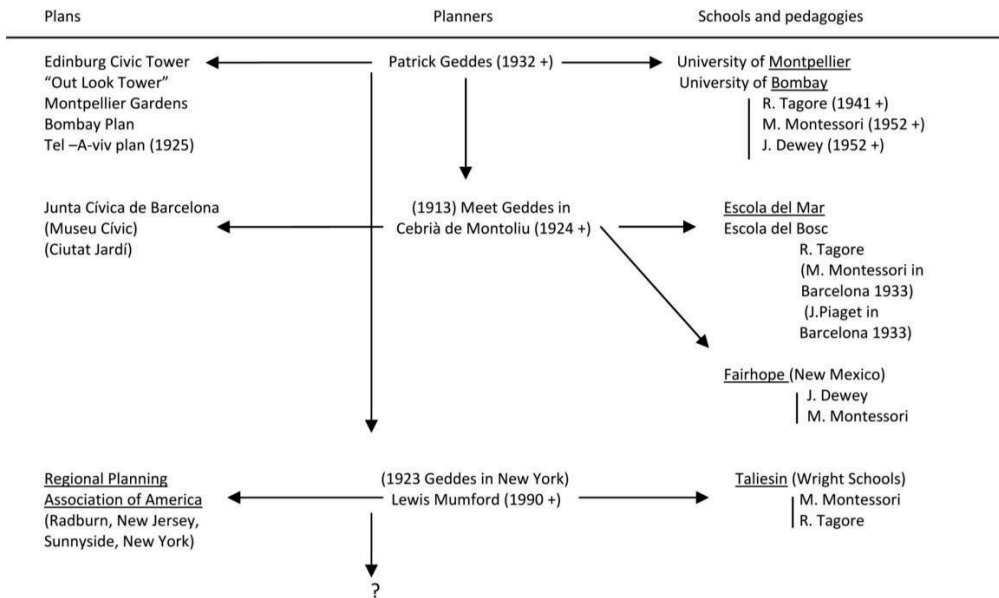 Plans
Planners
Schools and pedagogies
Edinburg Civic Tower
“Out Look Tower”
Montpellier Gardens
Bombay Plan
Tel –A-viv plan (1925)
Patrick Geddes (1932 +)
University of Montpellier
University of Bombay
R. Tagore (1941 +)
M. Montessori (1952 +)
J. Dewey (1952 +)
Junta Cívica de Barcelona
(Museu Cívic)
(Ciutat Jardí)
(1913) Meet Geddes in
Cebrià de Montoliu (1924 +)
Escola del Mar
Escola del Bosc
R. Tagore
(M. Montessori in
Barcelona 1933)
(J.Piaget in
Barcelona 1933)
Fairhope (New Mexico)
J. Dewey
M. Montessori
Regional Planning
Association of America
(Radburn, New Jersey,
Sunnyside, New York)
(1923 Geddes in New York)
Lewis Mumford (1990 +)
Taliesin (Wright Schools)
M. Montessori
R. Tagore
?